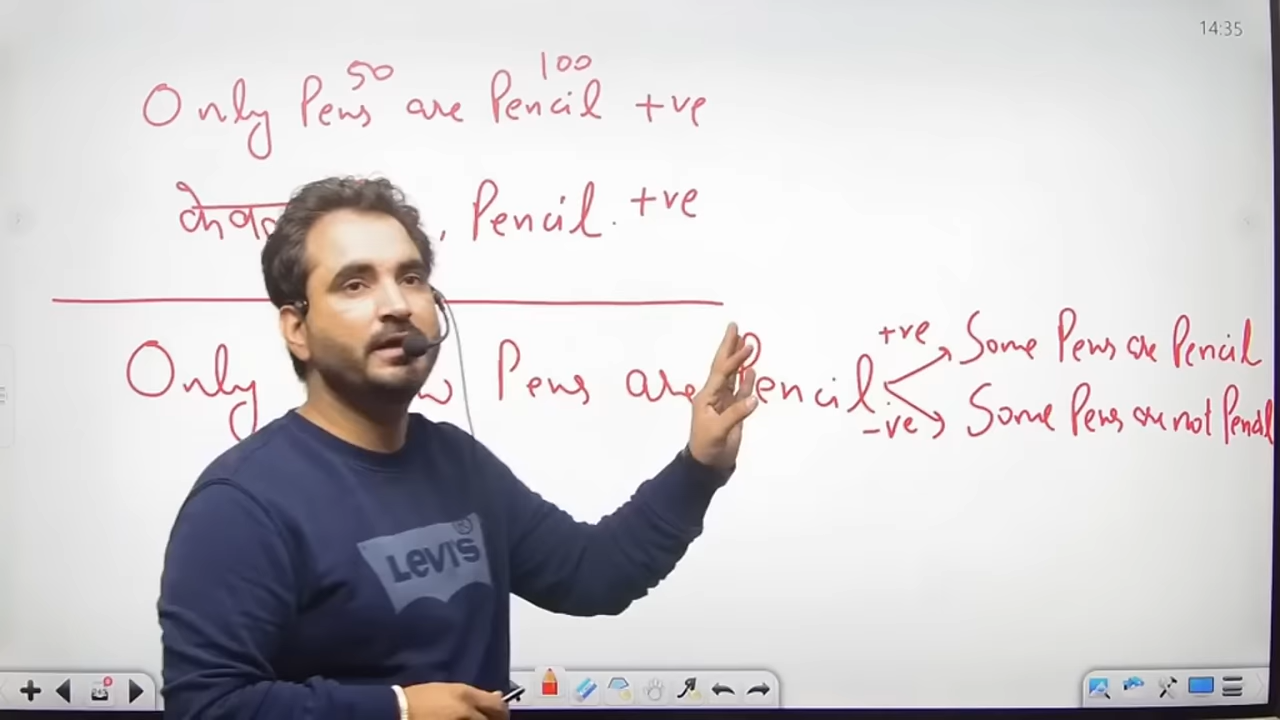 14:35
50 100
Only Pens are Pencil +ve
, Pencil. +ve
Only Pens are Pencil.
+ve Some Pens are Pencil
-ve Some Pens are not Pencil
LEVI'S